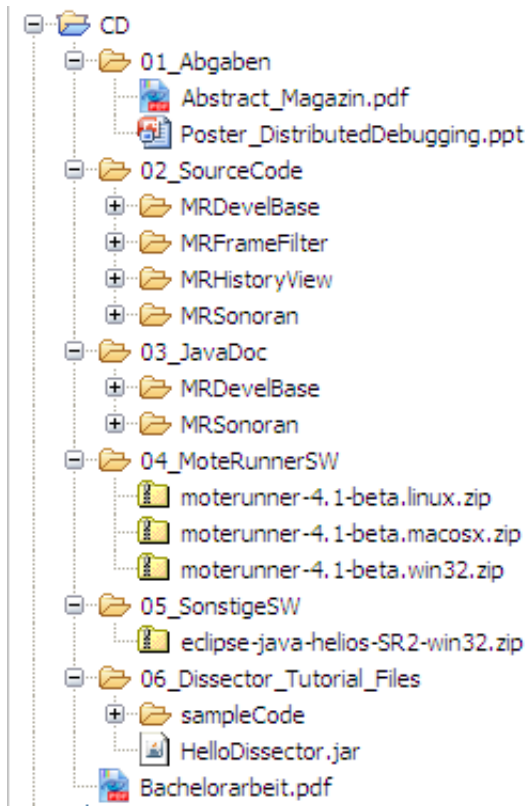 CD
01_Abgaben
Abstract_Magazin.pdf
Poster_DistributedDebugging.ppt
02_SourceCode
MRDevelBase
MRFrameFilter
MRHistoryView
MRSonoran
03_JavaDoc
MRDevelBase
MRSonoran
04_MoteRunnerSW
moterunner-4.1-beta.linux.zip
moterunner-4.1-beta.macosx.zip
moterunner-4.1-beta.win32.zip
05_SonstigeSW
eclipse-java-helios-SR2-win32.zip
06_Dissector_Tutorial_Files
sampleCode
HelloDissector.jar
Bachelorarbeit.pdf